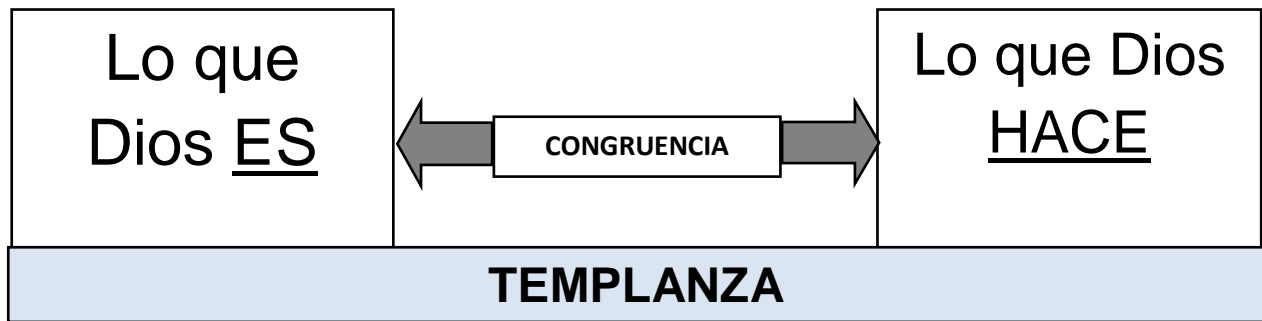 Lo que
Dios ES
CONGRUENCIA
Lo que Dios
HACE
TEMPLANZA